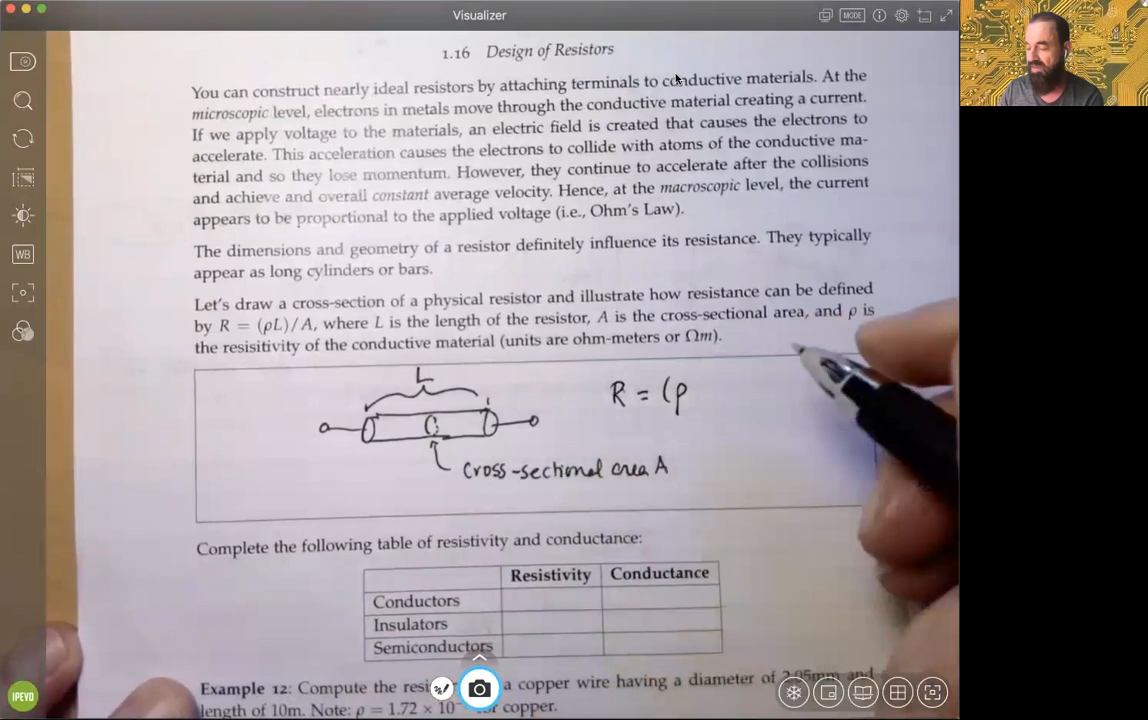 Visualizer
MODE
1.16 Design of Resistors
You can construct nearly ideal resistors by attaching terminals to conductive materials. At the
microscopic level, electrons in metals move through the conductive material creating a current.
If we apply voltage to the materials, an electric field is created that causes the electrons to
accelerate. This acceleration causes the electrons to collide with atoms of the conductive ma-
terial and so they lose momentum. However, they continue to accelerate after the collisions
and achieve and overall constant average velocity. Hence, at the macroscopic level, the current
appears to be proportional to the applied voltage (i.e., Ohm's Law).
The dimensions and geometry of a resistor definitely influence its resistance. They typically
appear as long cylinders or bars.
Let's draw a cross-section of a physical resistor and illustrate how resistance can be defined
by R = (ρL)/A, where L is the length of the resistor, A is the cross-sectional area, and ρ is
the resisitivity of the conductive material (units are ohm-meters or Ωm).
L
R = (ρ
Cross-sectional area A
Complete the following table of resistivity and conductance:
Resistivity Conductance
Conductors
Insulators
Semiconductors
Example 12: Compute the a copper wire having a diameter of 2.05mm and
length of 10m. Note: ρ = 1.72 × 10 copper.
WB
IPEVO